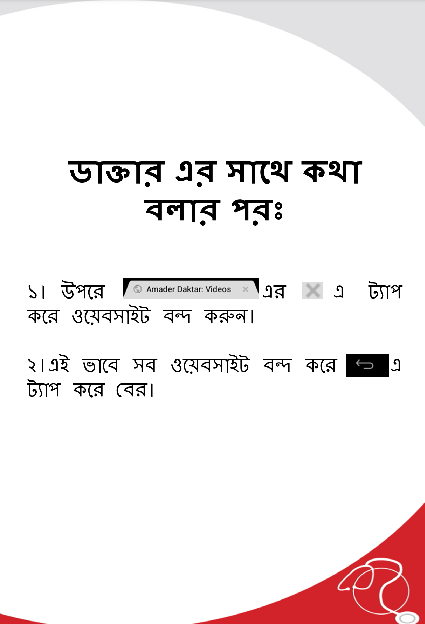 ডাক্তার এর সাথে কথা
বলার পরঃ
১। উপরে Amader Daktar: Videos এর এ ট্যাপ
করে ওয়েবসাইট বন্দ করুন।
২।এই ভাবে সব ওয়েবসাইট বন্দ করে এ
ট্যাপ করে বের।